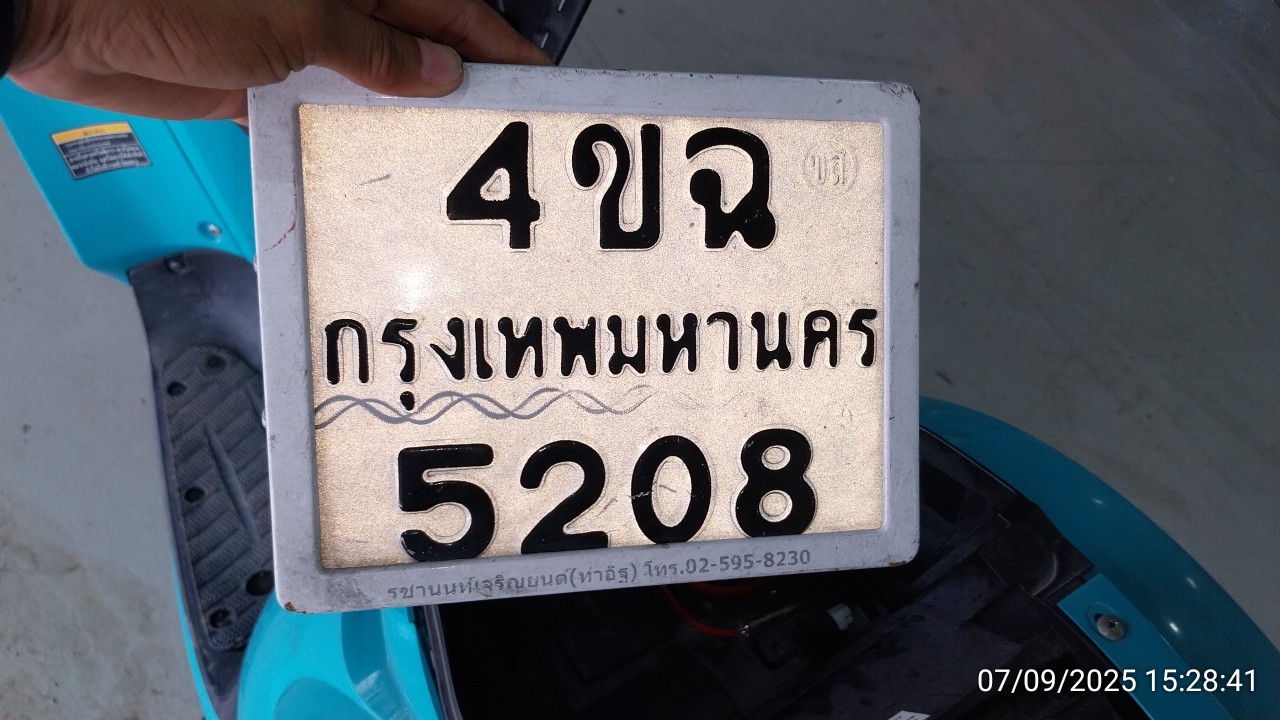 4ขฉ
กรุงเทพมหานคร
5208
รชานนท์เจริญยนต์(ท่าอิฐ) โทร.02-595-8230
07/09/2025 15:28:41